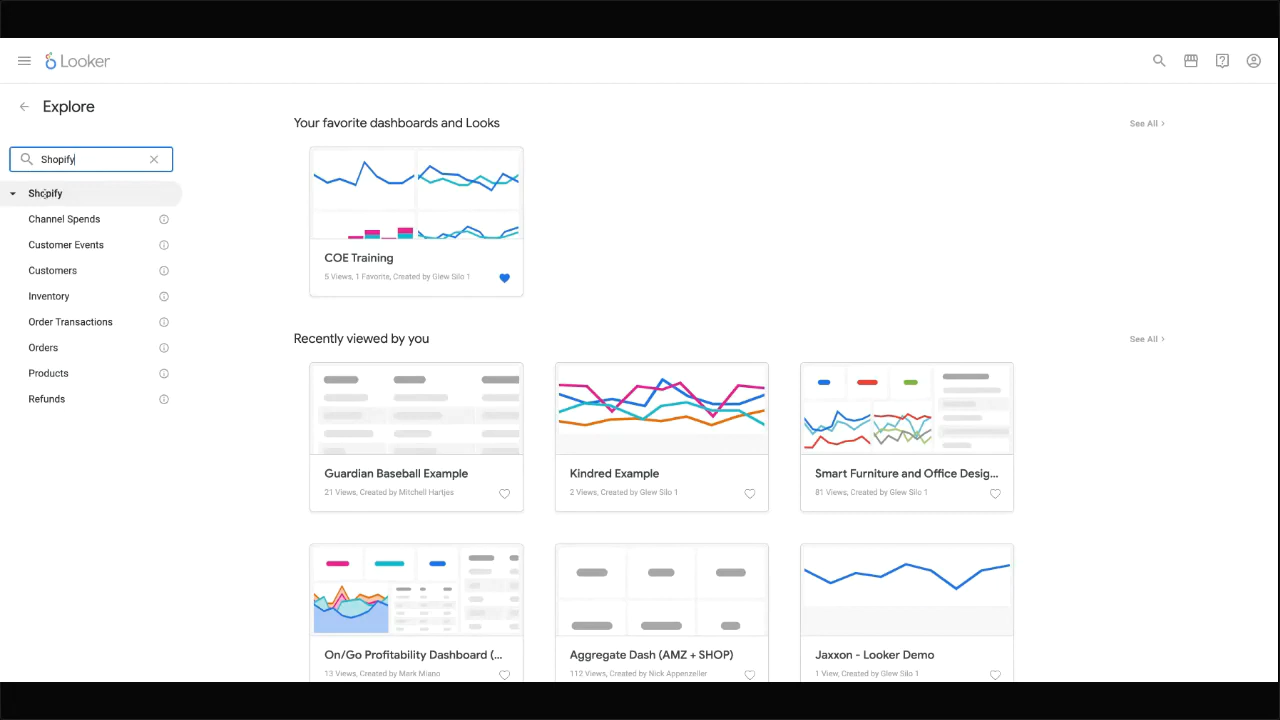 Looker
Explore
Shopify
Shopify
Channel Spends
Customer Events
Customers
Inventory
Order Transactions
Orders
Products
Refunds
Your favorite dashboards and Looks
See All
COE Training
5 Views, 1 Favorite, Created by Glew Silo 1
Recently viewed by you
See All
Guardian Baseball Example
21 Views, Created by Mitchell Hartjes
Kindred Example
2 Views, Created by Glew Silo 1
Smart Furniture and Office Desig...
81 Views, Created by Glew Silo 1
On/Go Profitability Dashboard (...
13 Views, Created by Mark Miano
Aggregate Dash (AMZ + SHOP)
112 Views, Created by Nick Appenzeller
Jaxxon - Looker Demo
1 View, Created by Glew Silo 1